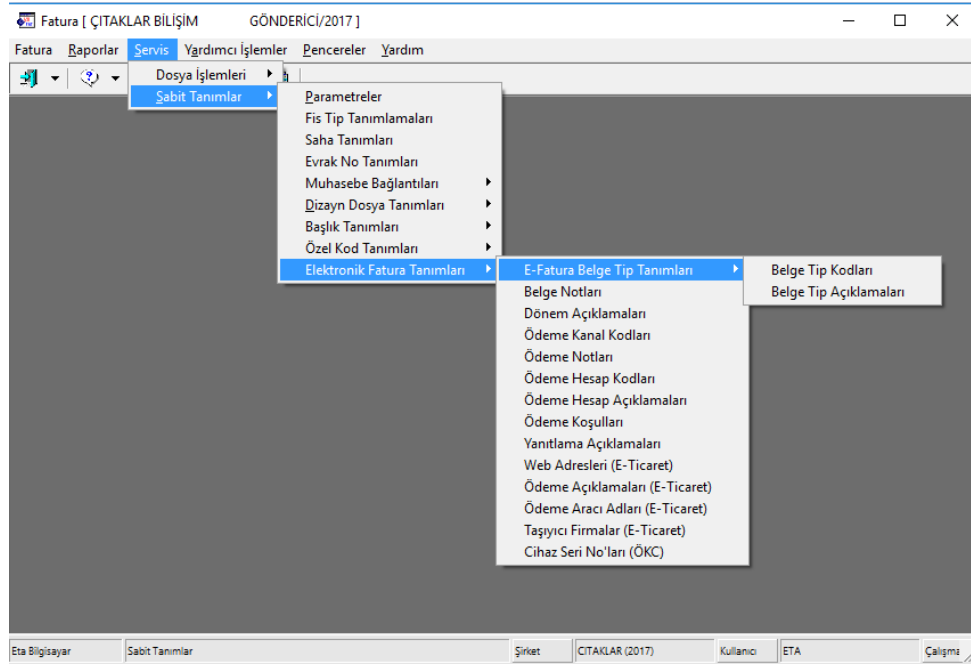 Fatura [ ÇITAKLAR BİLİŞİM GÖNDERİCİ/2017 ]
Fatura Raporlar Servis Yardımcı İşlemler Pencereler Yardım
Dosya İşlemleri
Sabit Tanımlar
Parametreler
Fis Tip Tanımlamaları
Saha Tanımları
Evrak No Tanımları
Muhasebe Bağlantıları
Dizayn Dosya Tanımları
Başlık Tanımları
Özel Kod Tanımları
Elektronik Fatura Tanımları
E-Fatura Belge Tip Tanımları
Belge Notları
Dönem Açıklamaları
Ödeme Kanal Kodları
Ödeme Notları
Ödeme Hesap Kodları
Ödeme Hesap Açıklamaları
Ödeme Koşulları
Yanıtlama Açıklamaları
Web Adresleri (E-Ticaret)
Ödeme Açıklamaları (E-Ticaret)
Ödeme Aracı Adları (E-Ticaret)
Taşıyıcı Firmalar (E-Ticaret)
Cihaz Seri No'ları (ÖKC)
Belge Tip Kodları
Belge Tip Açıklamaları
Eta Bilgisayar Sabit Tanımlar Şirket CITAKLAR (2017) Kullanıcı ETA